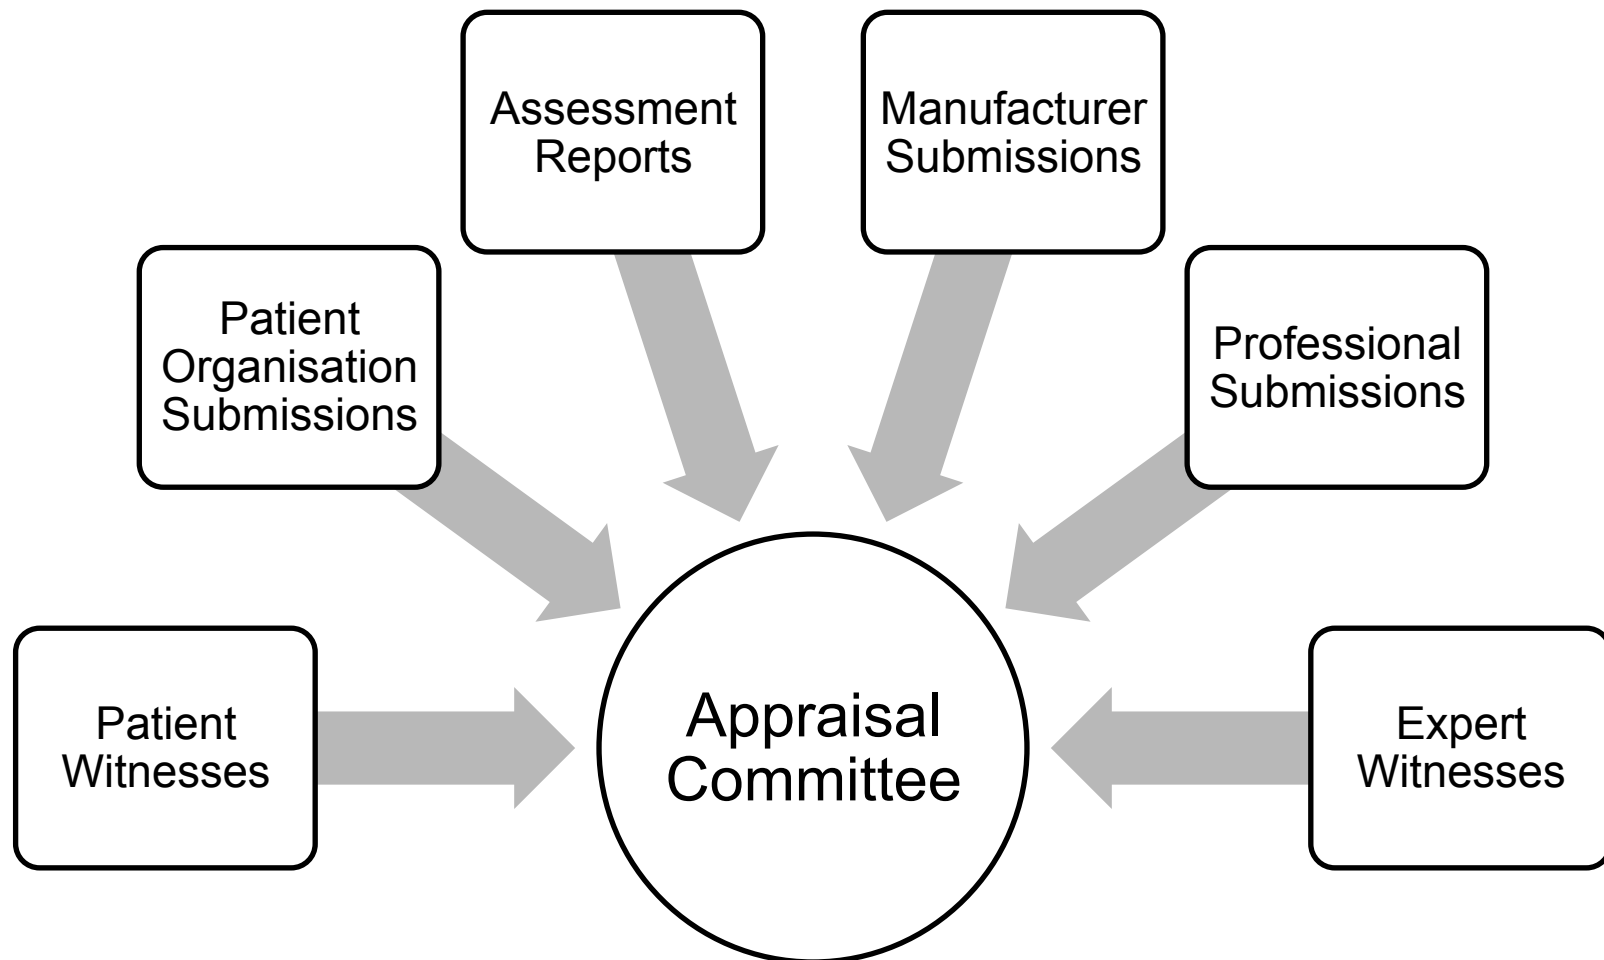 Assessment
Reports
Manufacturer
Submissions
Patient
Organisation
Submissions
Professional
Submissions
Patient
Witnesses
Appraisal
Committee
Expert
Witnesses